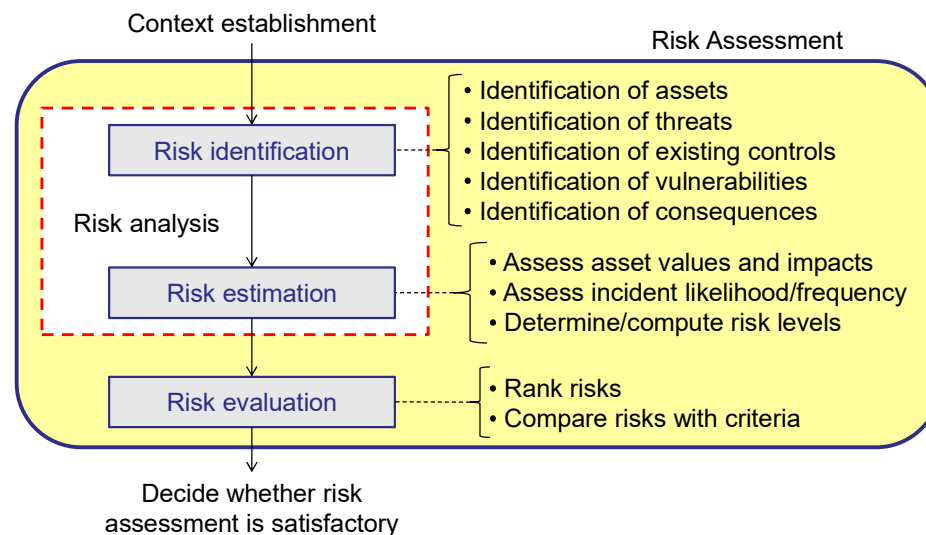 Context establishment
Risk Assessment
• Identification of assets
• Identification of threats
Risk identification
• Identification of existing controls
• Identification of vulnerabilities
• Identification of consequences
Risk analysis
• Assess asset values and impacts
Risk estimation
• Assess incident likelihood/frequency
• Determine/compute risk levels
Risk evaluation
• Rank risks
• Compare risks with criteria
Decide whether risk
assessment is satisfactory